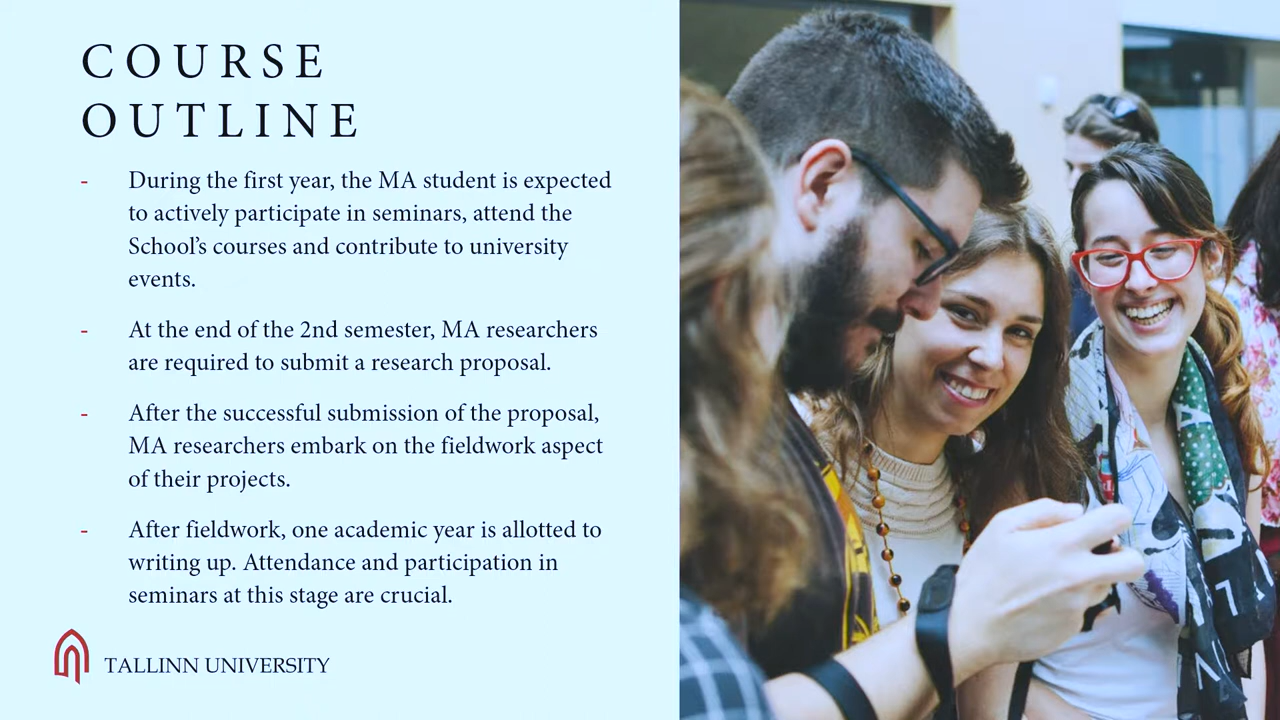 COURSE
OUTLINE
- During the first year, the MA student is expected
to actively participate in seminars, attend the
School's courses and contribute to university
events.
- At the end of the 2nd semester, MA researchers
are required to submit a research proposal.
- After the successful submission of the proposal,
MA researchers embark on the fieldwork aspect
of their projects.
- After fieldwork, one academic year is allotted to
writing up. Attendance and participation in
seminars at this stage are crucial.
TALLINN UNIVERSITY